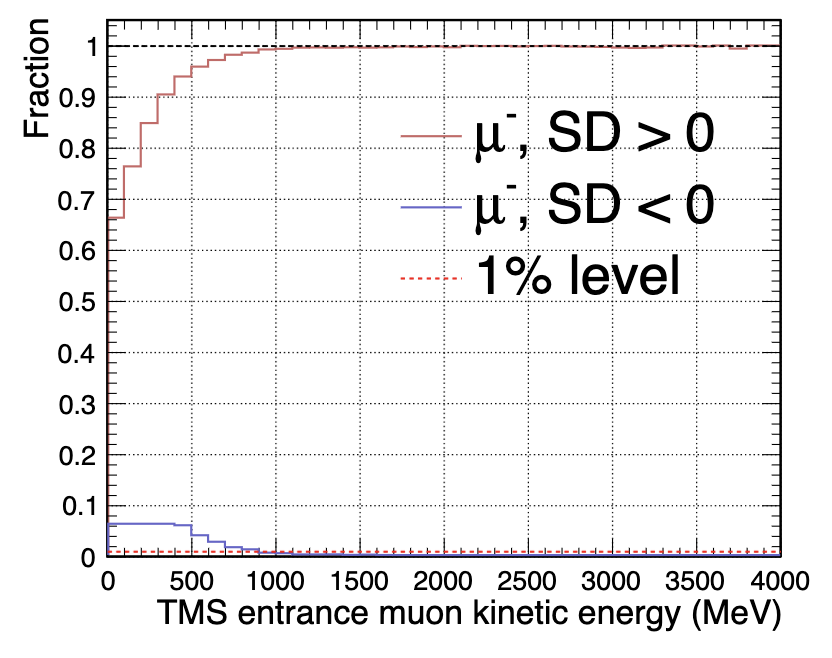 Fraction
1
0.9
0.8
0.7
0.6
0.5
0.4
0.3
0.2
0.1
0
μ⁻, SD > 0
μ⁻, SD < 0
1% level
0 500 1000 1500 2000 2500 3000 3500 4000
TMS entrance muon kinetic energy (MeV)